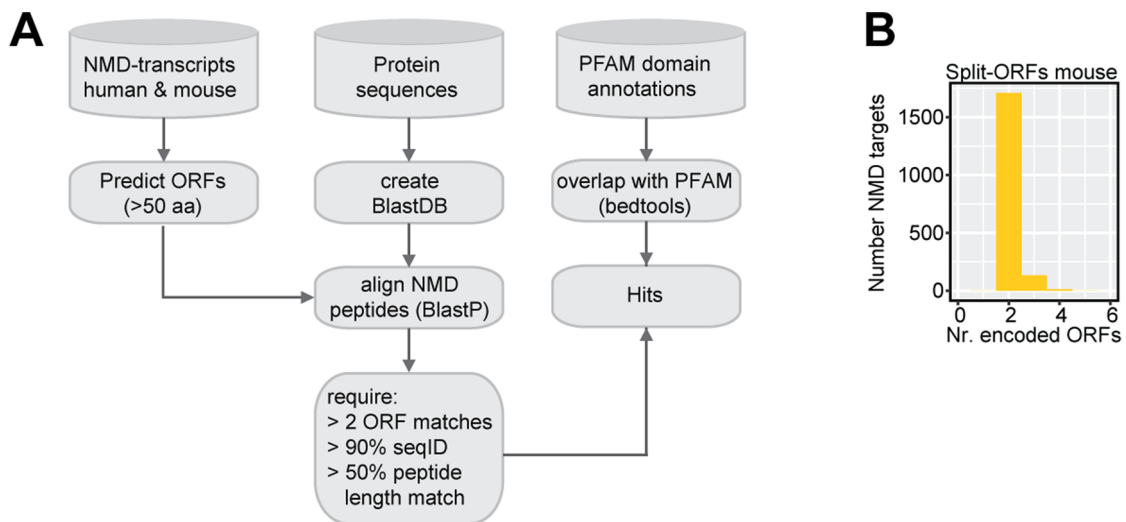 A
NMD-transcripts
human & mouse
Protein
sequences
PFAM domain
annotations
Predict ORFs
(>50 aa)
create
BlastDB
overlap with PFAM
(bedtools)
align NMD
peptides (BlastP)
Hits
require:
> 2 ORF matches
> 90% seqID
> 50% peptide
length match
B
Split-ORFs mouse
Number NMD targets
1500
1000
500
0
0 2 4 6
Nr. encoded ORFs